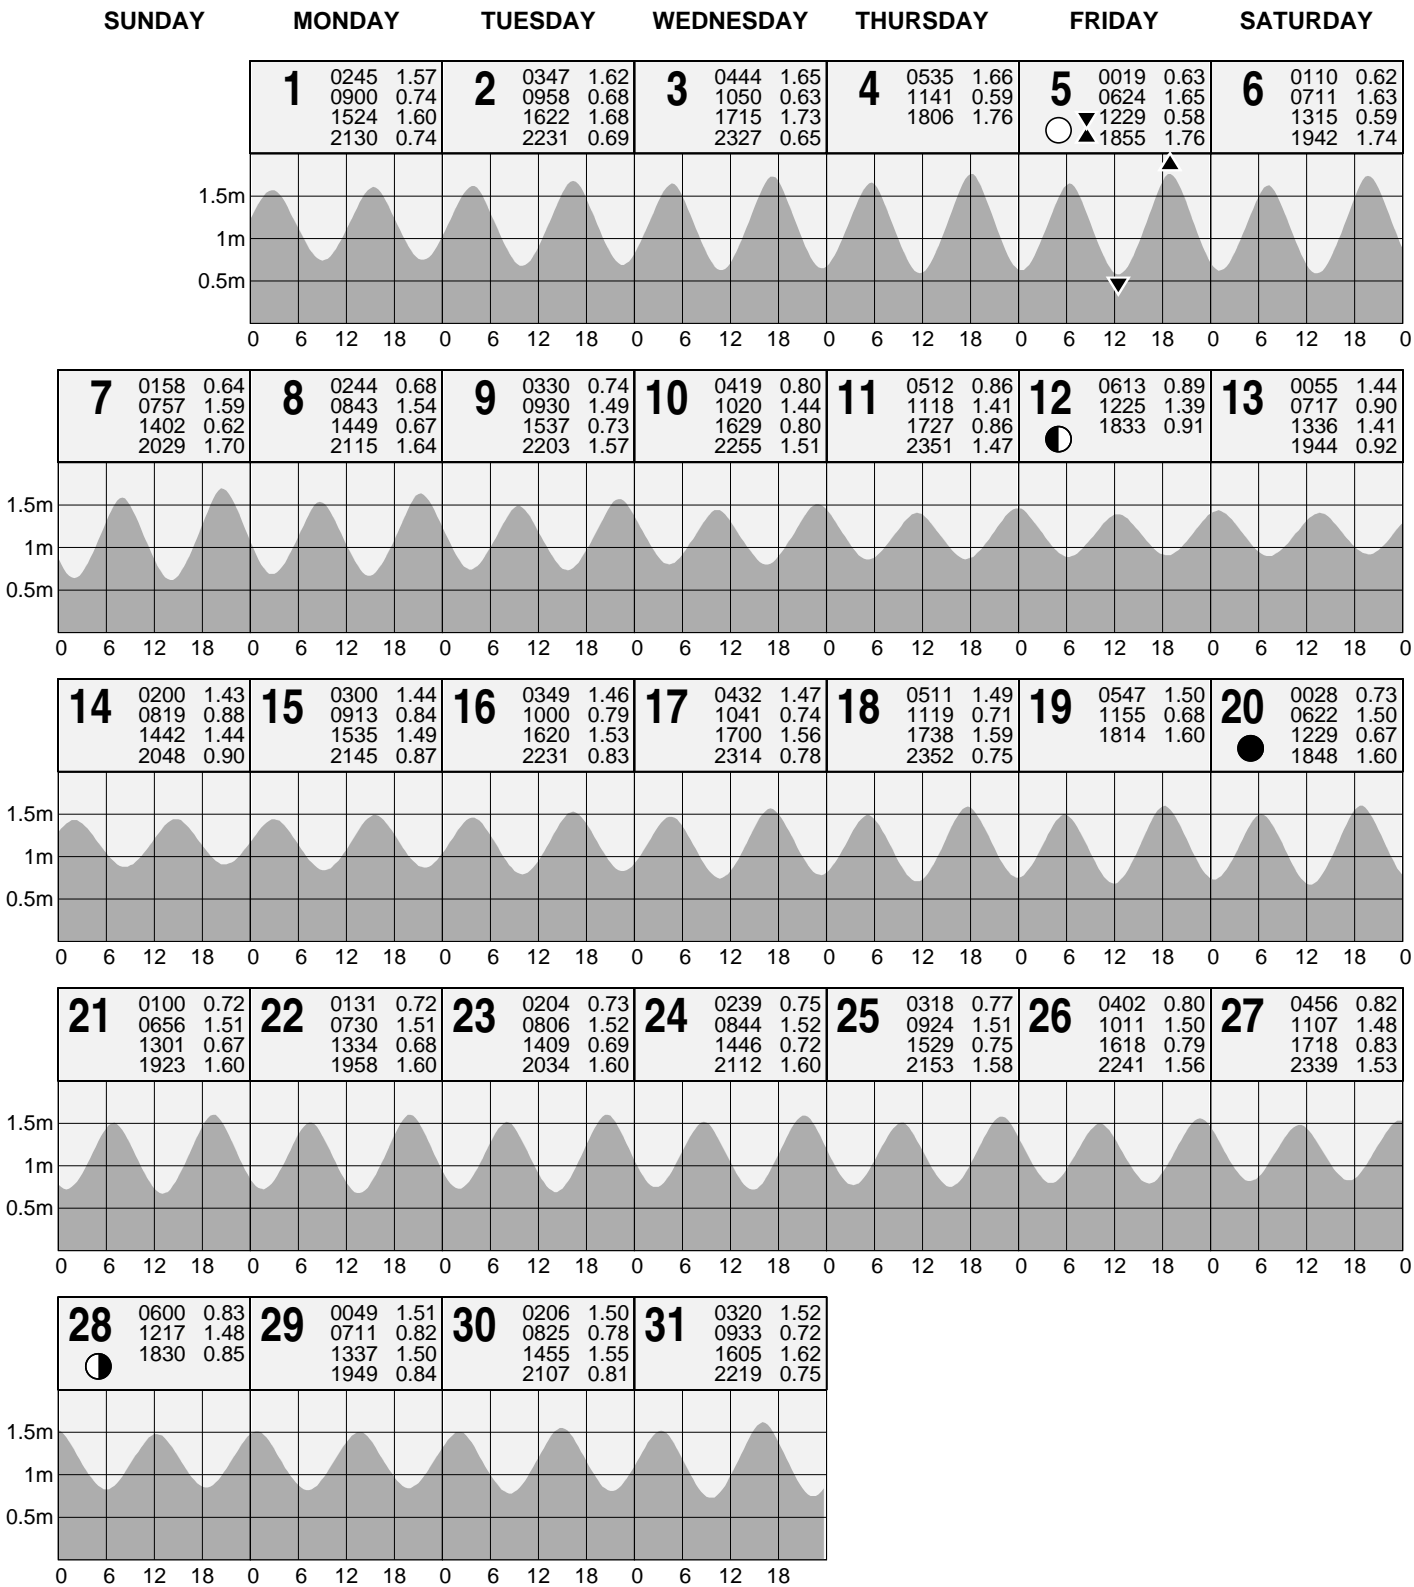 SUNDAY MONDAY TUESDAY WEDNESDAY THURSDAY FRIDAY SATURDAY
1 0245 1.57 2 0347 1.62 3 0444 1.65 4 0535 1.66 5 0019 0.63 6 0110 0.62
0900 0.74 0958 0.68 1050 0.63 1141 0.59 0624 1.65 0711 1.63
1524 1.60 1622 1.68 1715 1.73 1806 1.76 1229 0.58 1315 0.59
2130 0.74 2231 0.69 2327 0.65 1855 1.76 1942 1.74
1.5m
1m
0.5m
0 6 12 18 0 6 12 18 0 6 12 18 0 6 12 18 0 6 12 18 0 6 12 18 0
7 0158 0.64 8 0244 0.68 9 0330 0.74 10 0419 0.80 11 0512 0.86 12 0613 0.89 13 0055 1.44
0757 1.59 0843 1.54 0930 1.49 1020 1.44 1118 1.41 1225 1.39 0717 0.90
1402 0.62 1449 0.67 1537 0.73 1629 0.80 1727 0.86 1833 0.91 1336 1.41
2029 1.70 2115 1.64 2203 1.57 2255 1.51 2351 1.47 1944 0.92
1.5m
1m
0.5m
0 6 12 18 0 6 12 18 0 6 12 18 0 6 12 18 0 6 12 18 0 6 12 18 0 6 12 18 0
14 0200 1.43 15 0300 1.44 16 0349 1.46 17 0432 1.47 18 0511 1.49 19 0547 1.50 20 0028 0.73
0819 0.88 0913 0.84 1000 0.79 1041 0.74 1119 0.71 1155 0.68 0622 1.50
1442 1.44 1535 1.49 1620 1.53 1700 1.56 1738 1.59 1814 1.60 1229 0.67
2048 0.90 2145 0.87 2231 0.83 2314 0.78 2352 0.75 1848 1.60
1.5m
1m
0.5m
0 6 12 18 0 6 12 18 0 6 12 18 0 6 12 18 0 6 12 18 0 6 12 18 0 6 12 18 0
21 0100 0.72 22 0131 0.72 23 0204 0.73 24 0239 0.75 25 0318 0.77 26 0402 0.80 27 0456 0.82
0656 1.51 0730 1.51 0806 1.52 0844 1.52 0924 1.51 1011 1.50 1107 1.48
1301 0.67 1334 0.68 1409 0.69 1446 0.72 1529 0.75 1618 0.79 1718 0.83
1923 1.60 1958 1.60 2034 1.60 2112 1.60 2153 1.58 2241 1.56 2339 1.53
1.5m
1m
0.5m
0 6 12 18 0 6 12 18 0 6 12 18 0 6 12 18 0 6 12 18 0 6 12 18 0 6 12 18 0
28 0600 0.83 29 0049 1.51 30 0206 1.50 31 0320 1.52
1217 1.48 0711 0.82 0825 0.78 0933 0.72
1830 0.85 1337 1.50 1455 1.55 1605 1.62
1949 0.84 2107 0.81 2219 0.75
1.5m
1m
0.5m
0 6 12 18 0 6 12 18 0 6 12 18 0 6 12 18